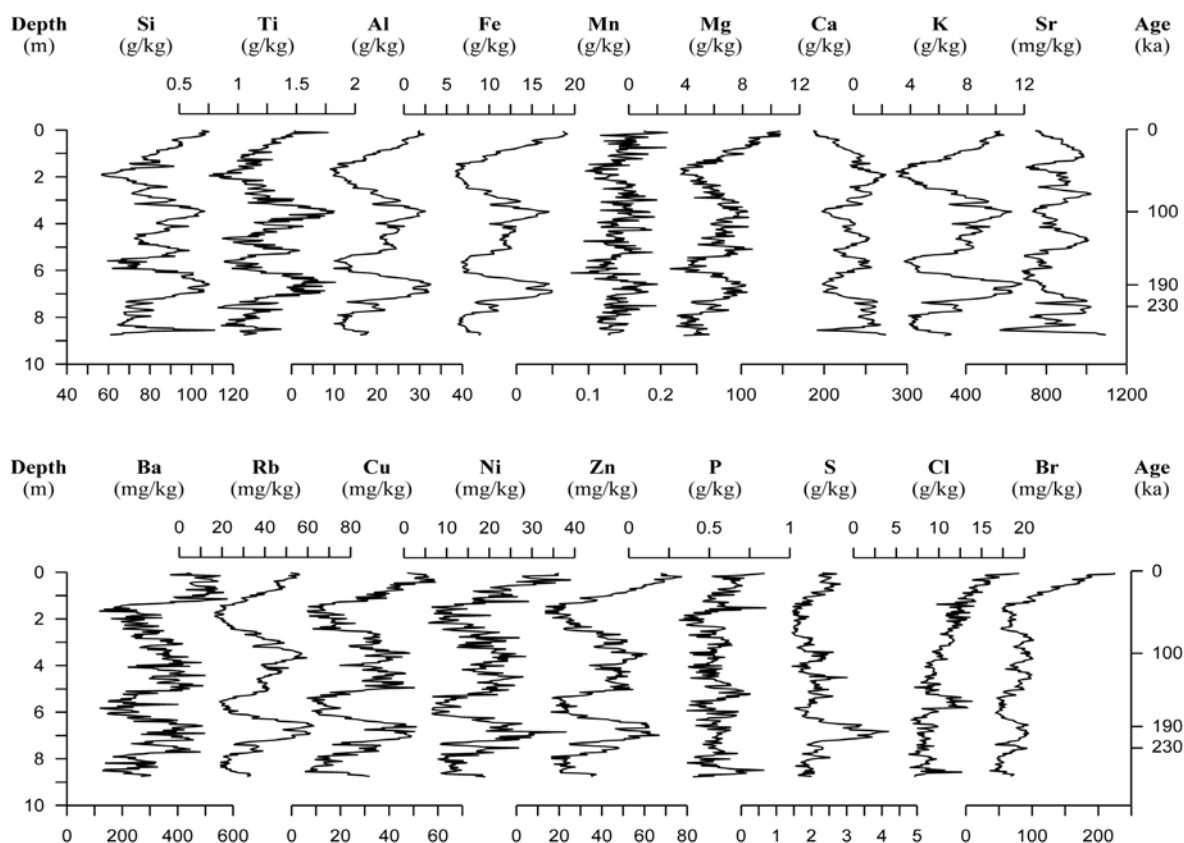 Depth Si Ti Al Fe Mn Mg Ca K Sr Age
(m) (g/kg) (g/kg) (g/kg) (g/kg) (g/kg) (g/kg) (g/kg) (g/kg) (mg/kg) (ka)
0.5 1 1.5 2 0 5 10 15 20 0 4 8 12 0 1 2 4 8 12
0 0
2
4 100
6
190
8 230
10
40 60 80 100 120 0 10 20 30 40 0 0.1 0.2 100 200 300 400 800 1200
Depth Ba Rb Cu Ni Zn P S Cl Br Age
(m) (mg/kg) (mg/kg) (mg/kg) (mg/kg) (mg/kg) (g/kg) (g/kg) (g/kg) (mg/kg) (ka)
0 20 40 60 80 0 10 20 30 40 0 0.5 1 0 5 10 15 20
0 0
2
4 100
6
190
8 230
10
0 200 400 600 0 20 40 60 0 20 40 60 80 0 1 2 3 4 5 0 100 200